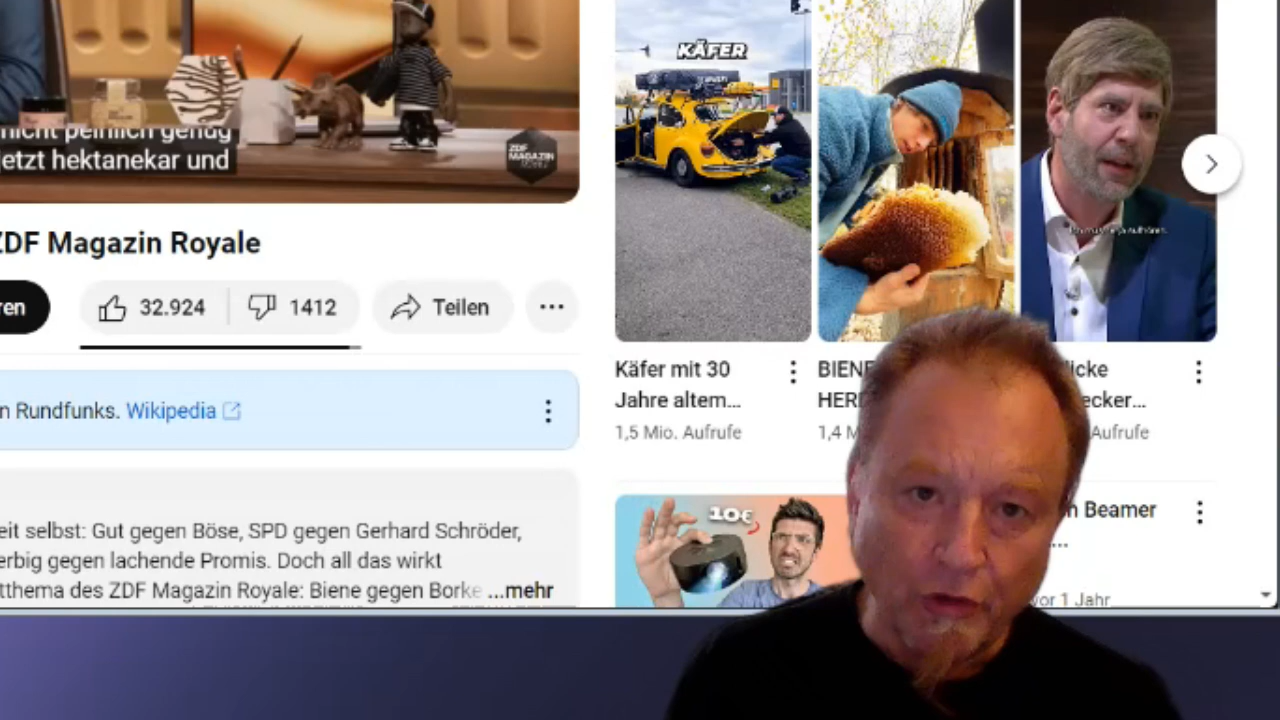 nicht peinlich genug
jetzt hektanekar und
ZDF
MAGAZIN
ROYALE
ZDF Magazin Royale
ren
32.924
1412
Teilen
n Rundfunks. Wikipedia
eit selbst: Gut gegen Böse, SPD gegen Gerhard Schröder,
erbig gegen lachende Promis. Doch all das wirkt
tthema des ZDF Magazin Royale: Biene gegen Borke ...mehr
KÄFER
Käfer mit 30
Jahre altem...
1,5 Mio. Aufrufe
BIENE
HER
1,4 M
licke
ecker...
Aufrufe
10€
n Beamer
...
vor 1 Jahr